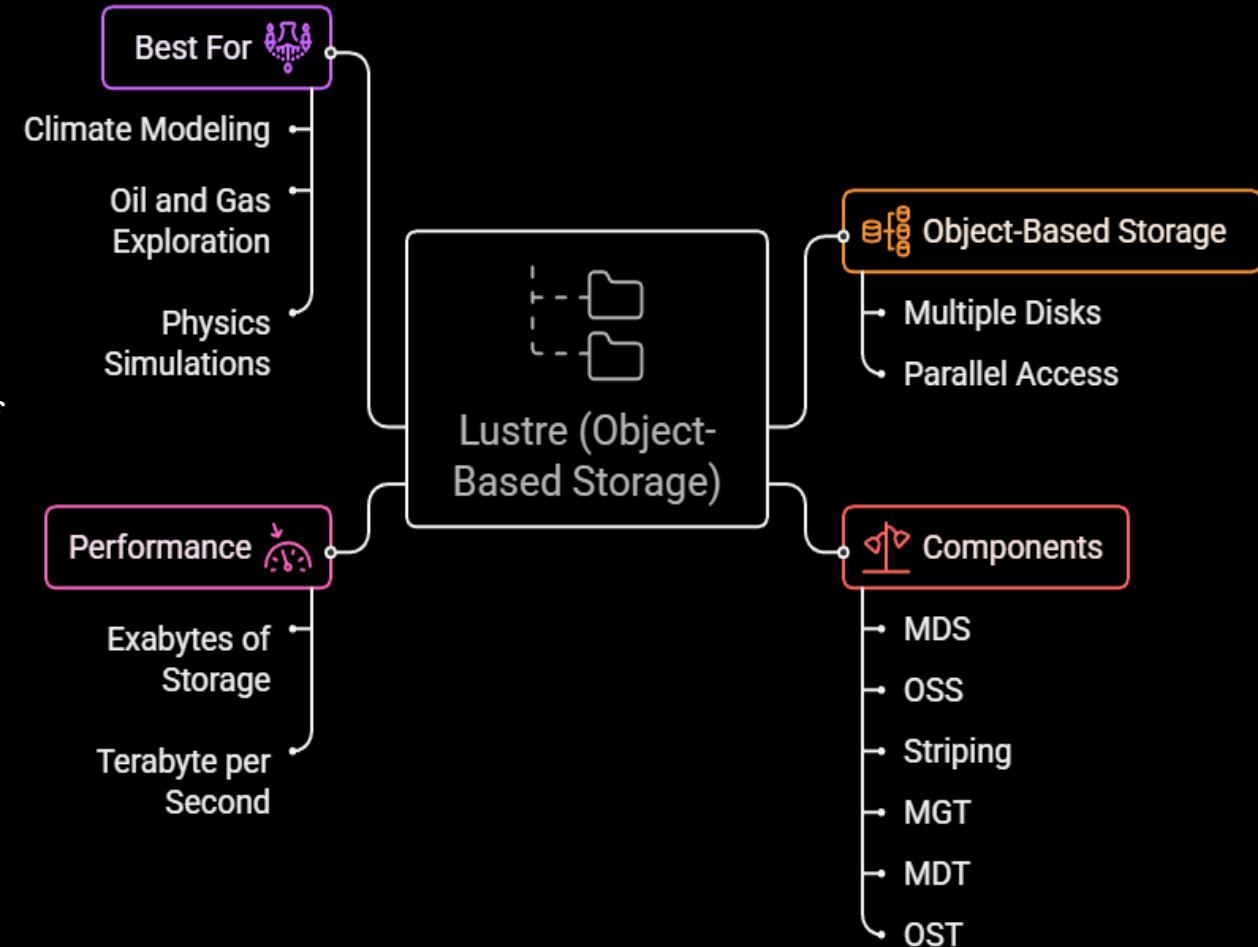 Best For
Climate Modeling
Oil and Gas
Exploration
Physics
Simulations
Performance
Exabytes of
Storage
Terabyte per
Second
Lustre (Object-
Based Storage)
Object-Based Storage
Multiple Disks
Parallel Access
Components
MDS
OSS
Striping
MGT
MDT
OST